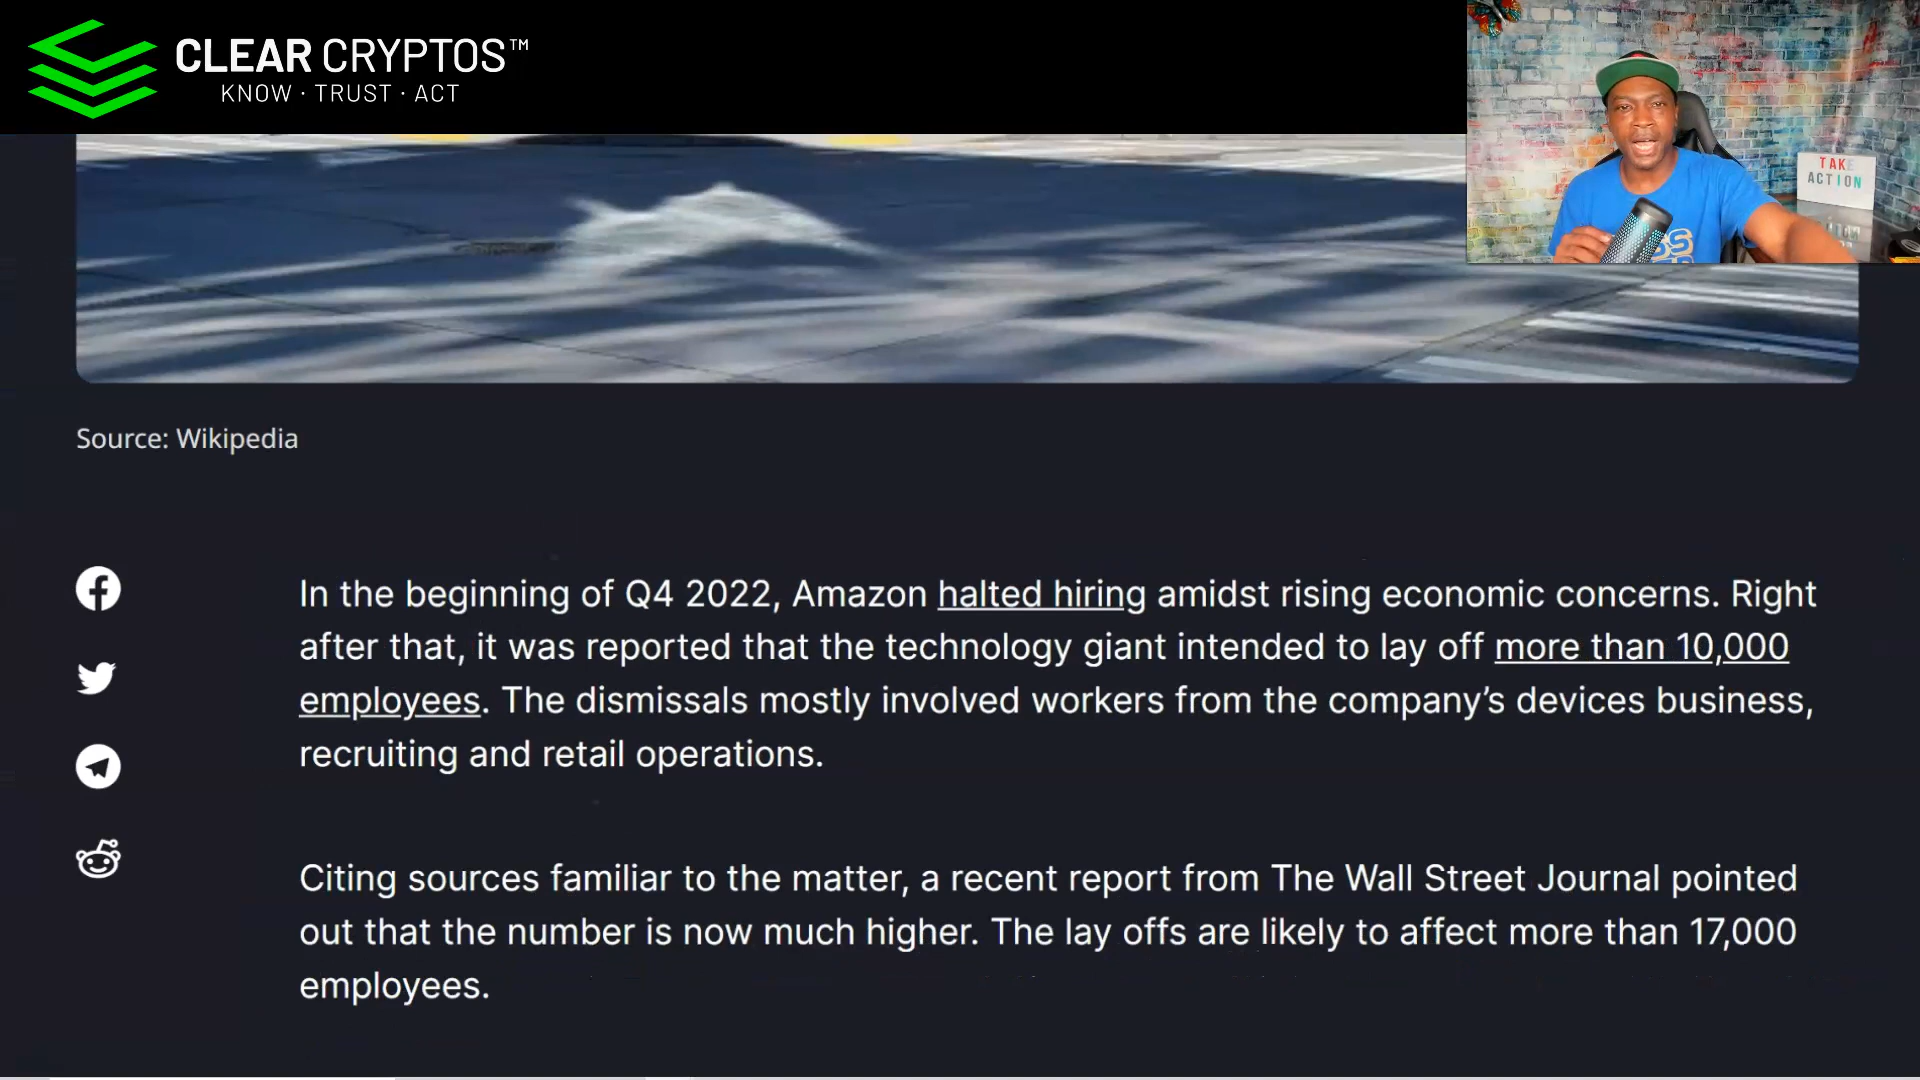 CLEAR CRYPTOS™
KNOW · TRUST · ACT
TAKE
ACTION
Source: Wikipedia
In the beginning of Q4 2022, Amazon halted hiring amidst rising economic concerns. Right
after that, it was reported that the technology giant intended to lay off more than 10,000
employees. The dismissals mostly involved workers from the company’s devices business,
recruiting and retail operations.
Citing sources familiar to the matter, a recent report from The Wall Street Journal pointed
out that the number is now much higher. The lay offs are likely to affect more than 17,000
employees.